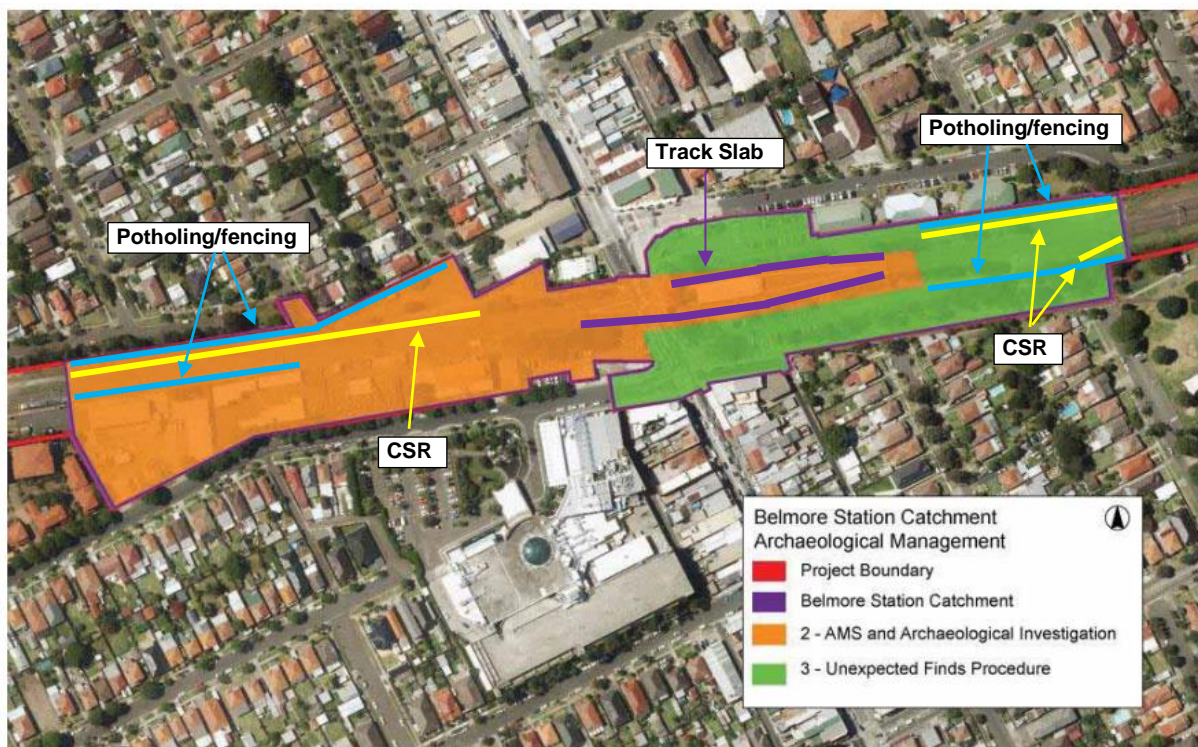 Potholing/fencing
Track Slab
Potholing/fencing
CSR
CSR
Belmore Station Catchment
Archaeological Management
Project Boundary
Belmore Station Catchment
2 - AMS and Archaeological Investigation
3 - Unexpected Finds Procedure